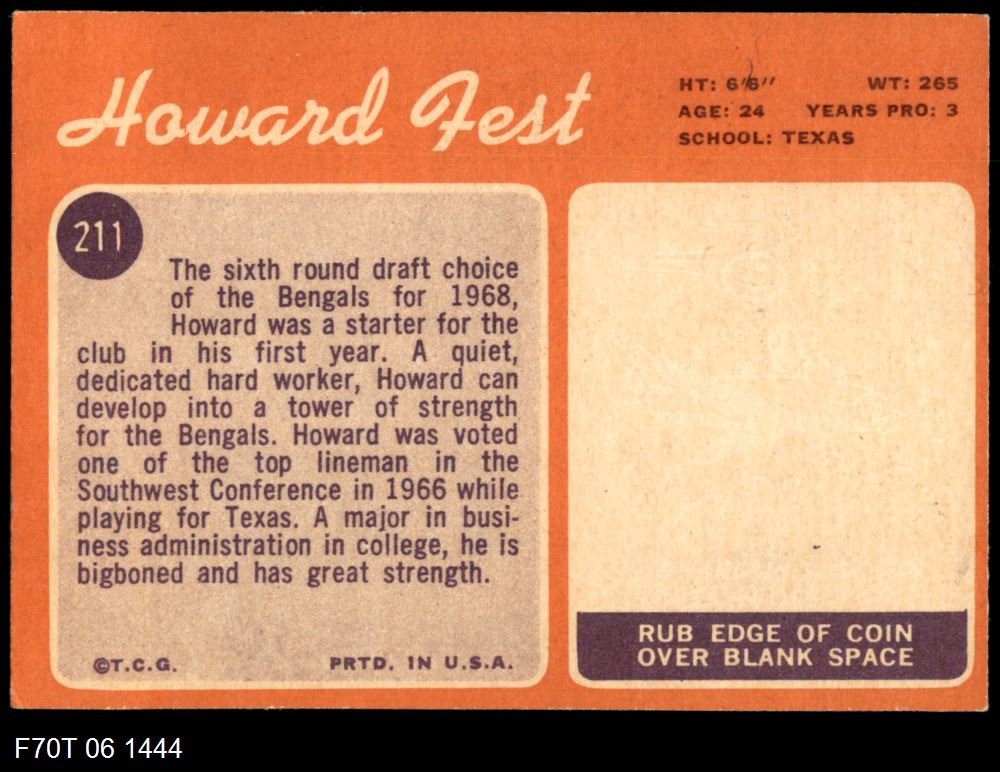 Howard Fest
HT: 6'6" WT: 265
AGE: 24 YEARS PRO: 3
SCHOOL: TEXAS
211
The sixth round draft choice
of the Bengals for 1968,
Howard was a starter for the
club in his first year. A quiet,
dedicated hard worker, Howard can
develop into a tower of strength
for the Bengals. Howard was voted
one of the top lineman in the
Southwest Conference in 1966 while
playing for Texas. A major in busi-
ness administration in college, he is
bigboned and has great strength.
©T.C.G. PRTD. IN U.S.A.
RUB EDGE OF COIN
OVER BLANK SPACE
F70T 06 1444